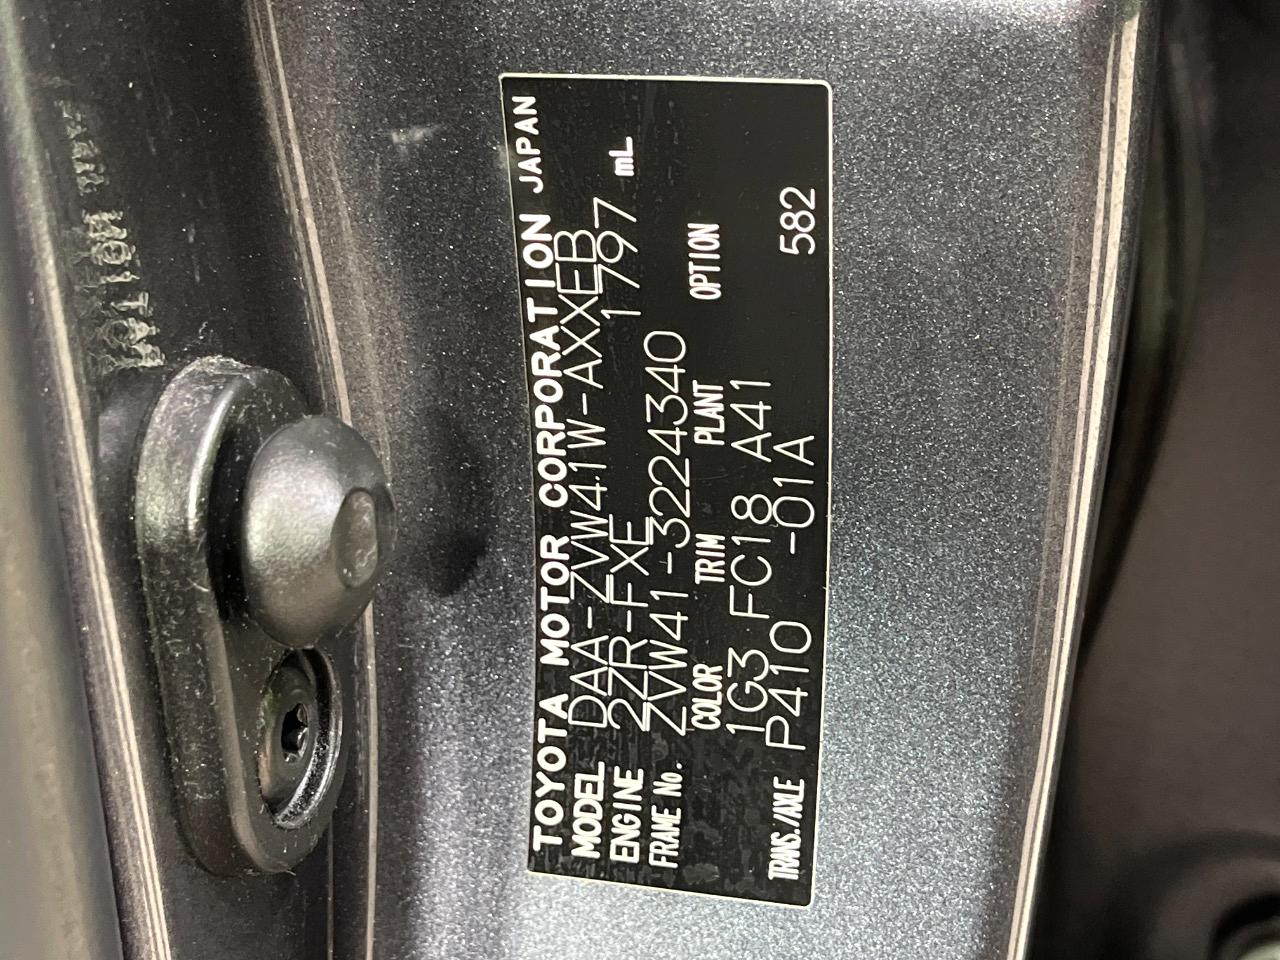 TOYOTA MOTOR CORPORATION JAPAN
MODEL DAA-ZVW41W-AXXEB
ENGINE 2ZR-FXE 1797 mL
FRAME No. ZVW41-3224340
COLOR TRIM PLANT OPTION
1G3 FC18 A41
TRANS./AXLE P410 -01A 582